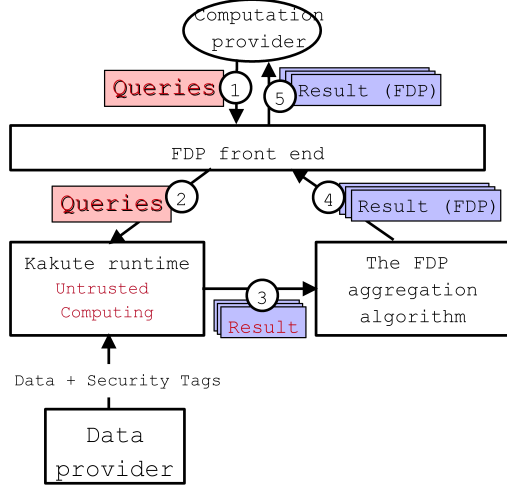 Computation
provider
Queries
1
5
Result (FDP)
FDP front end
Queries
2
4
Result (FDP)
Kakute runtime
Untrusted
Computing
3
Result
The FDP
aggregation
algorithm
Data + Security Tags
Data
provider